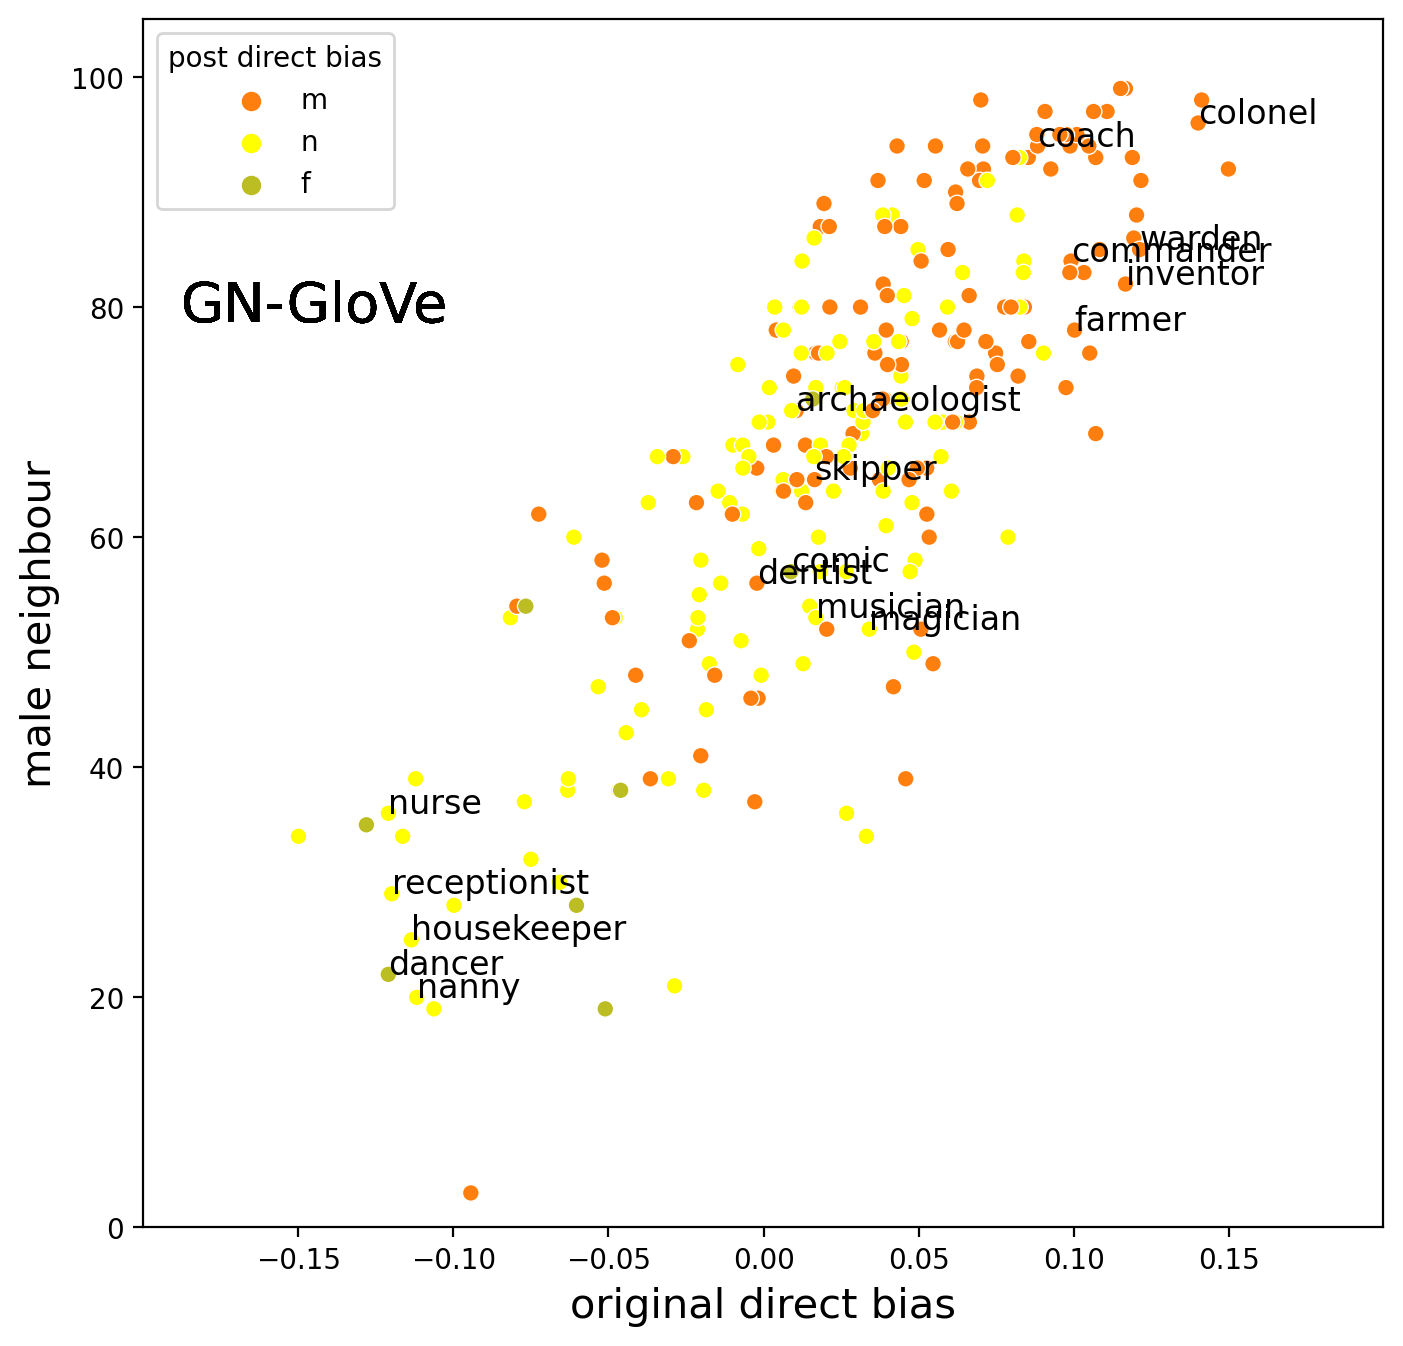 post direct bias
m
n
f
GN-GloVe
colonel
coach
warden
commander
inventor
farmer
archaeologist
skipper
comic
dentist
musician
magician
nurse
receptionist
housekeeper
dancer
nanny
100
80
60
40
20
0
male neighbour
−0.15
−0.10
−0.05
0.00
0.05
0.10
0.15
original direct bias